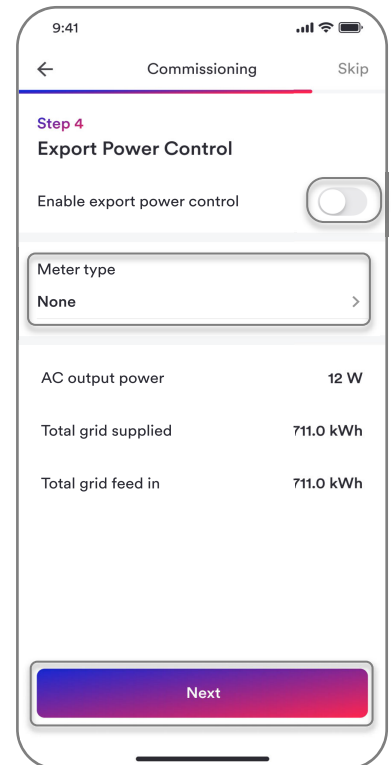 9:41
Commissioning Skip
Step 4
Export Power Control
Enable export power control
Meter type
None
AC output power 12 W
Total grid supplied 711.0 kWh
Total grid feed in 711.0 kWh
Next